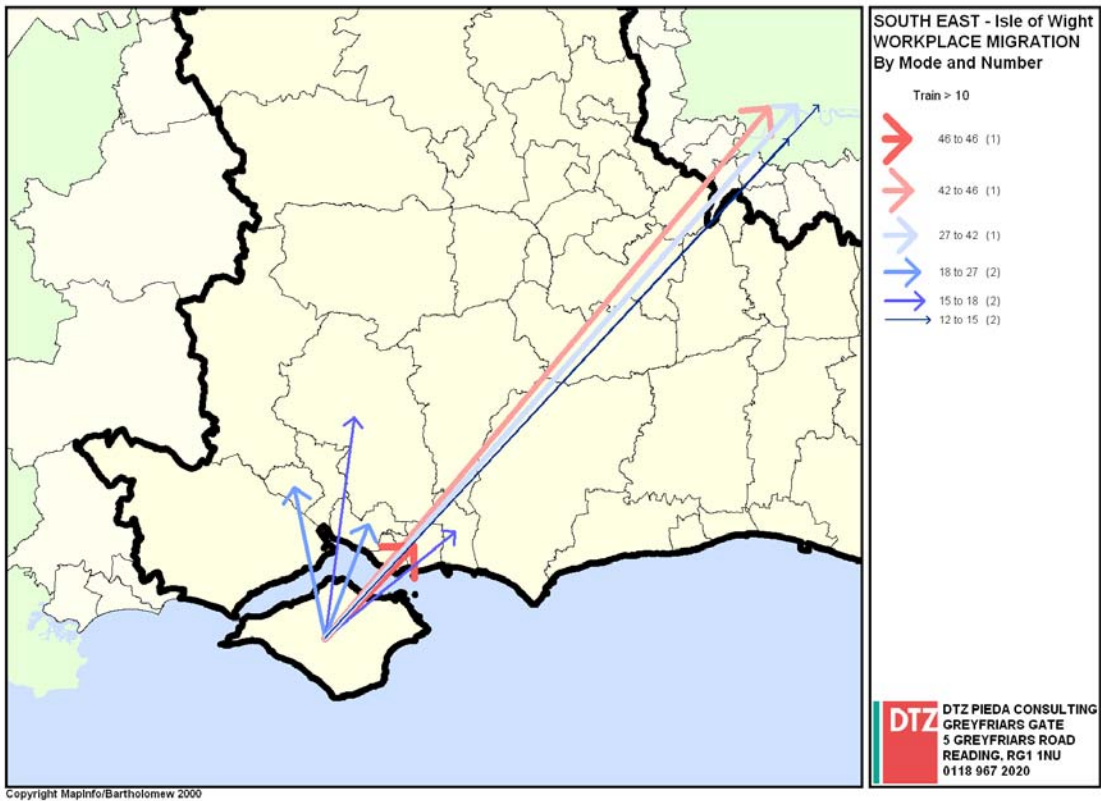 SOUTH EAST - Isle of Wight
WORKPLACE MIGRATION
By Mode and Number
Train > 10
46 to 46 (1)
42 to 46 (1)
27 to 42 (1)
18 to 27 (2)
15 to 18 (2)
12 to 15 (2)
DTZ
DTZ PIEDA CONSULTING
GREYFRIARS GATE
5 GREYFRIARS ROAD
READING, RG1 1NU
0118 967 2020
Copyright MapInfo/Bartholomew 2000